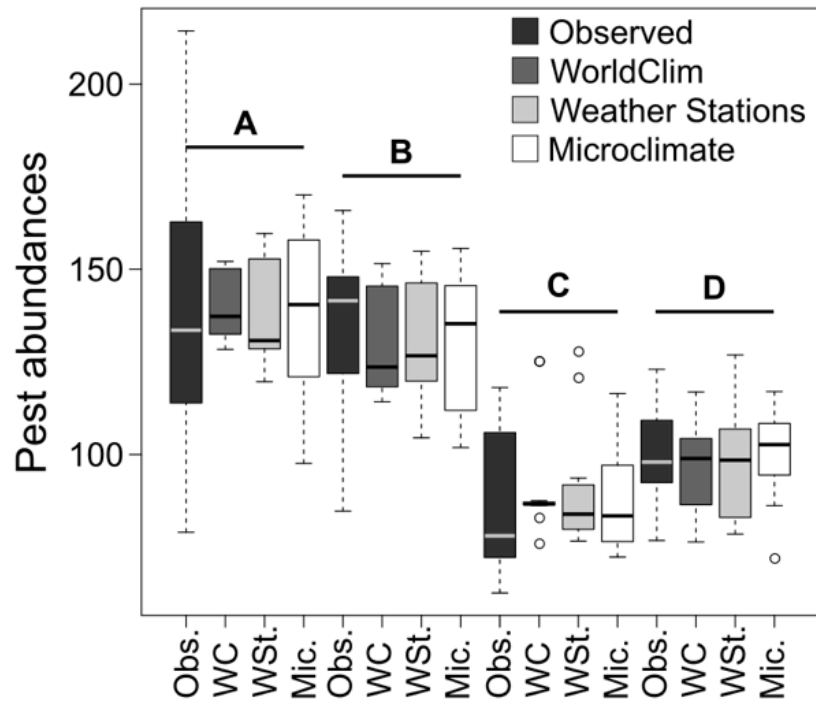 Observed
WorldClim
Weather Stations
Microclimate
Pest abundances
200
150
100
A
B
C
D
Obs.
WC
WSt.
Mic.
Obs.
WC
WSt.
Mic.
Obs.
WC
WSt.
Mic.
Obs.
WC
WSt.
Mic.